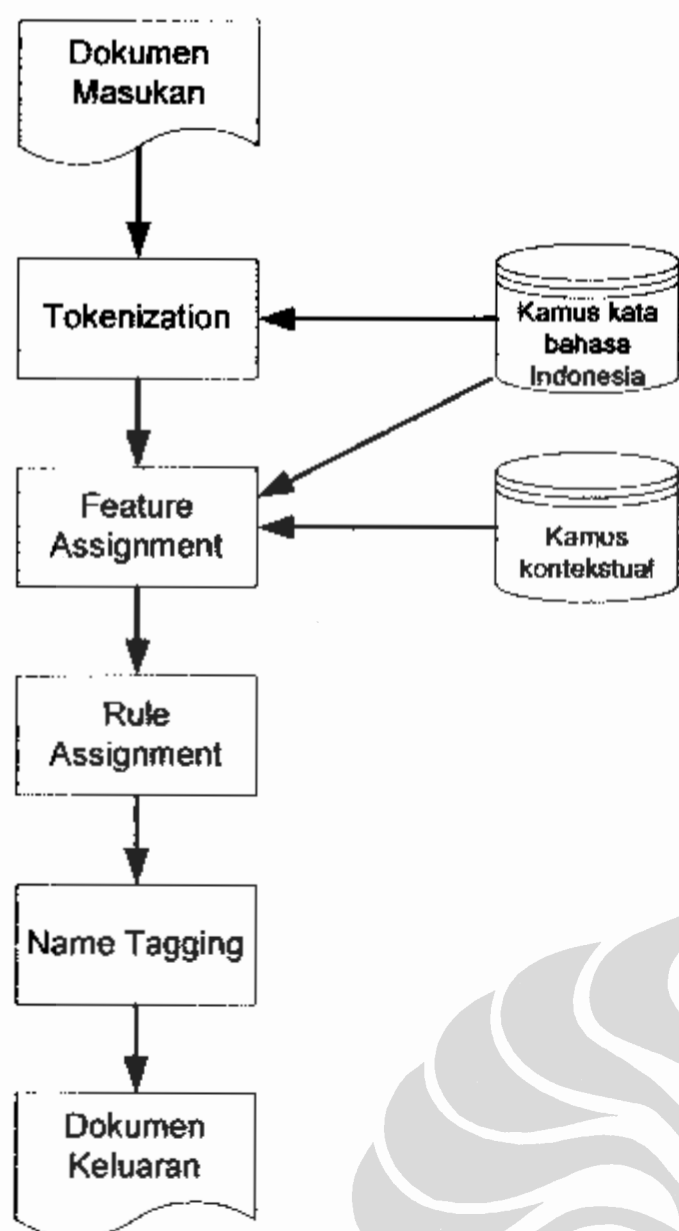 Dokumen
Masukan
Tokenization
Kamus kata
bahasa
Indonesia
Feature
Assignment
Kamus
kontekstual
Rule
Assignment
Name Tagging
Dokumen
Keluaran